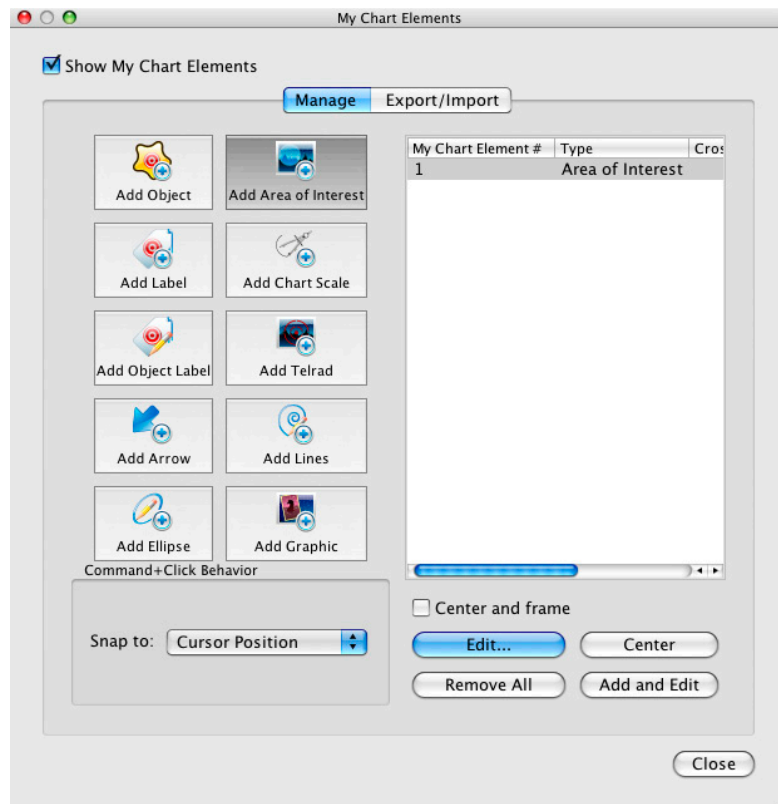 My Chart Elements
Show My Chart Elements
Manage Export/Import
Add Object Add Area of Interest
Add Label Add Chart Scale
Add Object Label Add Telrad
Add Arrow Add Lines
Add Ellipse Add Graphic
My Chart Element # Type Cros
1 Area of Interest
Command+Click Behavior
Snap to: Cursor Position
Center and frame
Edit... Center
Remove All Add and Edit
Close